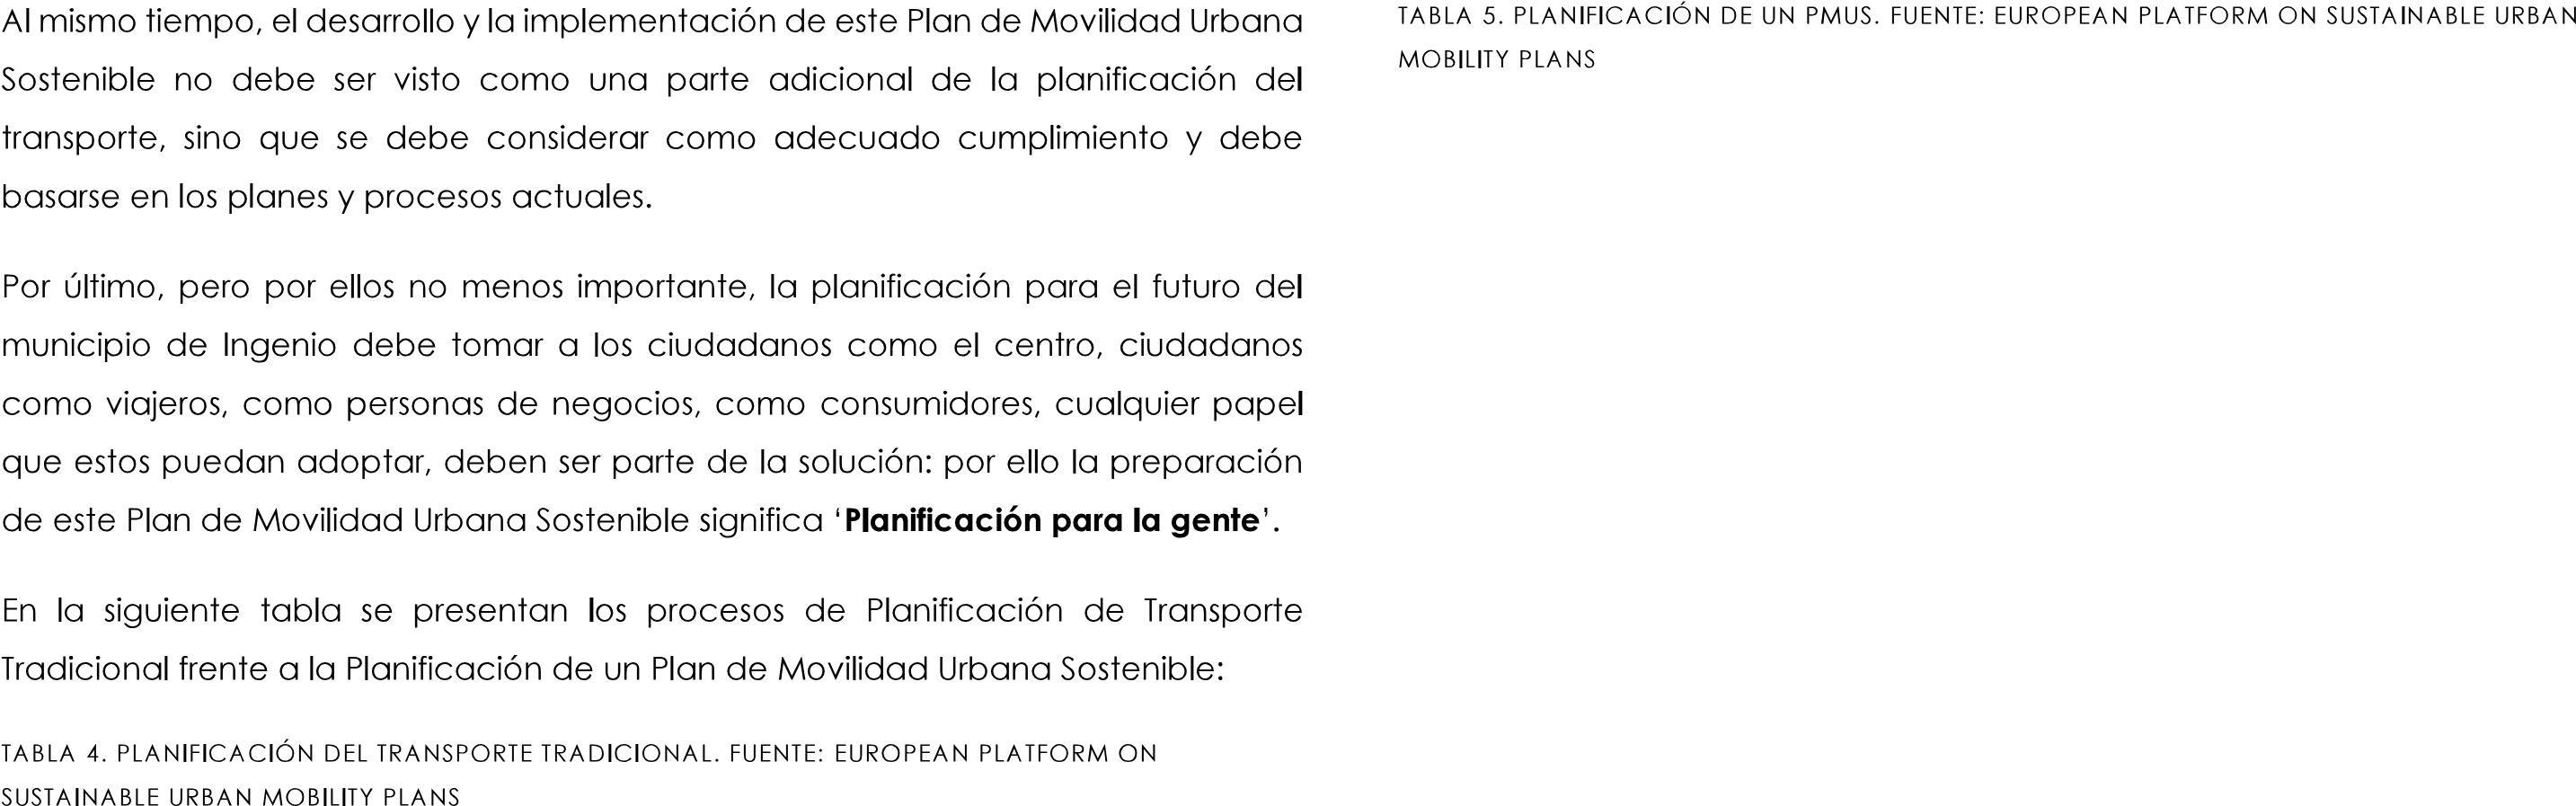 Al mismo tiempo, el desarrollo y la implementación de este Plan de Movilidad Urbana
Sostenible no debe ser visto como una parte adicional de la planificación del
transporte, sino que se debe considerar como adecuado cumplimiento y debe
basarse en los planes y procesos actuales.
Por último, pero por ellos no menos importante, la planificación para el futuro del
municipio de Ingenio debe tomar a los ciudadanos como el centro, ciudadanos
como viajeros, como personas de negocios, como consumidores, cualquier papel
que estos puedan adoptar, deben ser parte de la solución: por ello la preparación
de este Plan de Movilidad Urbana Sostenible significa ‘Planificación para la gente’.
En la siguiente tabla se presentan los procesos de Planificación de Transporte
Tradicional frente a la Planificación de un Plan de Movilidad Urbana Sostenible:
TABLA 4. PLANIFICACIÓN DEL TRANSPORTE TRADICIONAL. FUENTE: EUROPEAN PLATFORM ON
SUSTAINABLE URBAN MOBILITY PLANS
TABLA 5. PLANIFICACIÓN DE UN PMUS. FUENTE: EUROPEAN PLATFORM ON SUSTAINABLE URBAN
MOBILITY PLANS